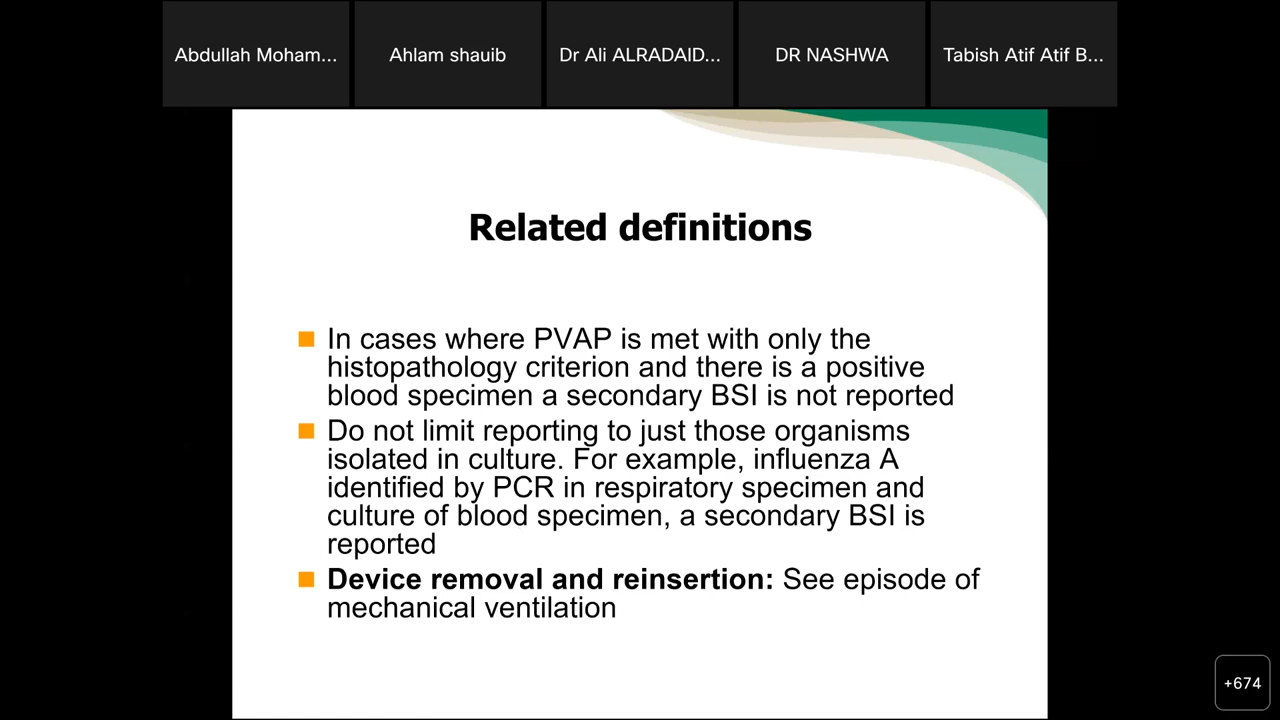 Abdullah Moham...
Ahlam shauib
Dr Ali ALRADAID...
DR NASHWA
Tabish Atif Atif B...
Related definitions
In cases where PVAP is met with only the
histopathology criterion and there is a positive
blood specimen a secondary BSI is not reported
Do not limit reporting to just those organisms
isolated in culture. For example, influenza A
identified by PCR in respiratory specimen and
culture of blood specimen, a secondary BSI is
reported
Device removal and reinsertion: See episode of
mechanical ventilation
+674